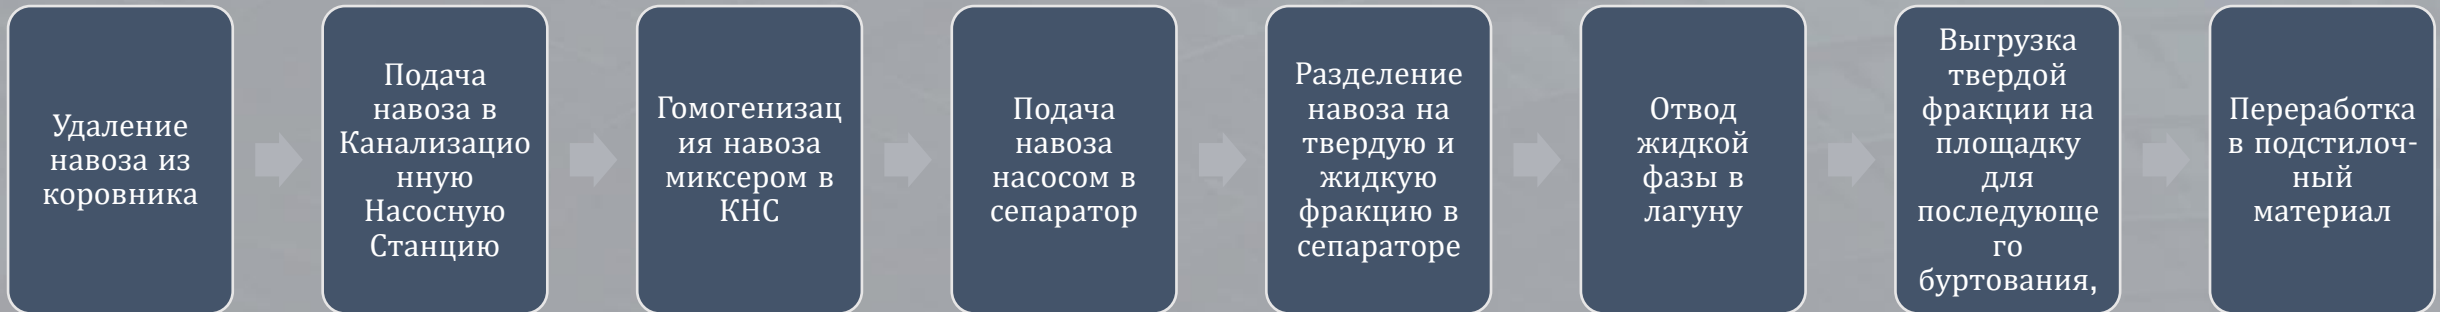 Удаление
навоза из
коровника
Подача
навоза в
Канализацио
нную
Насосную
Станцию
Гомогенизац
ия навоза
миксером в
КНС
Подача
навоза
насосом в
сепаратор
Разделение
навоза на
твердую и
жидкую
фракцию в
сепараторе
Отвод
жидкой
фазы в
лагуну
Выгрузка
твердой
фракции на
площадку
для
последующе
го
буртования,
Переработка
в подстилоч-
ный
материал